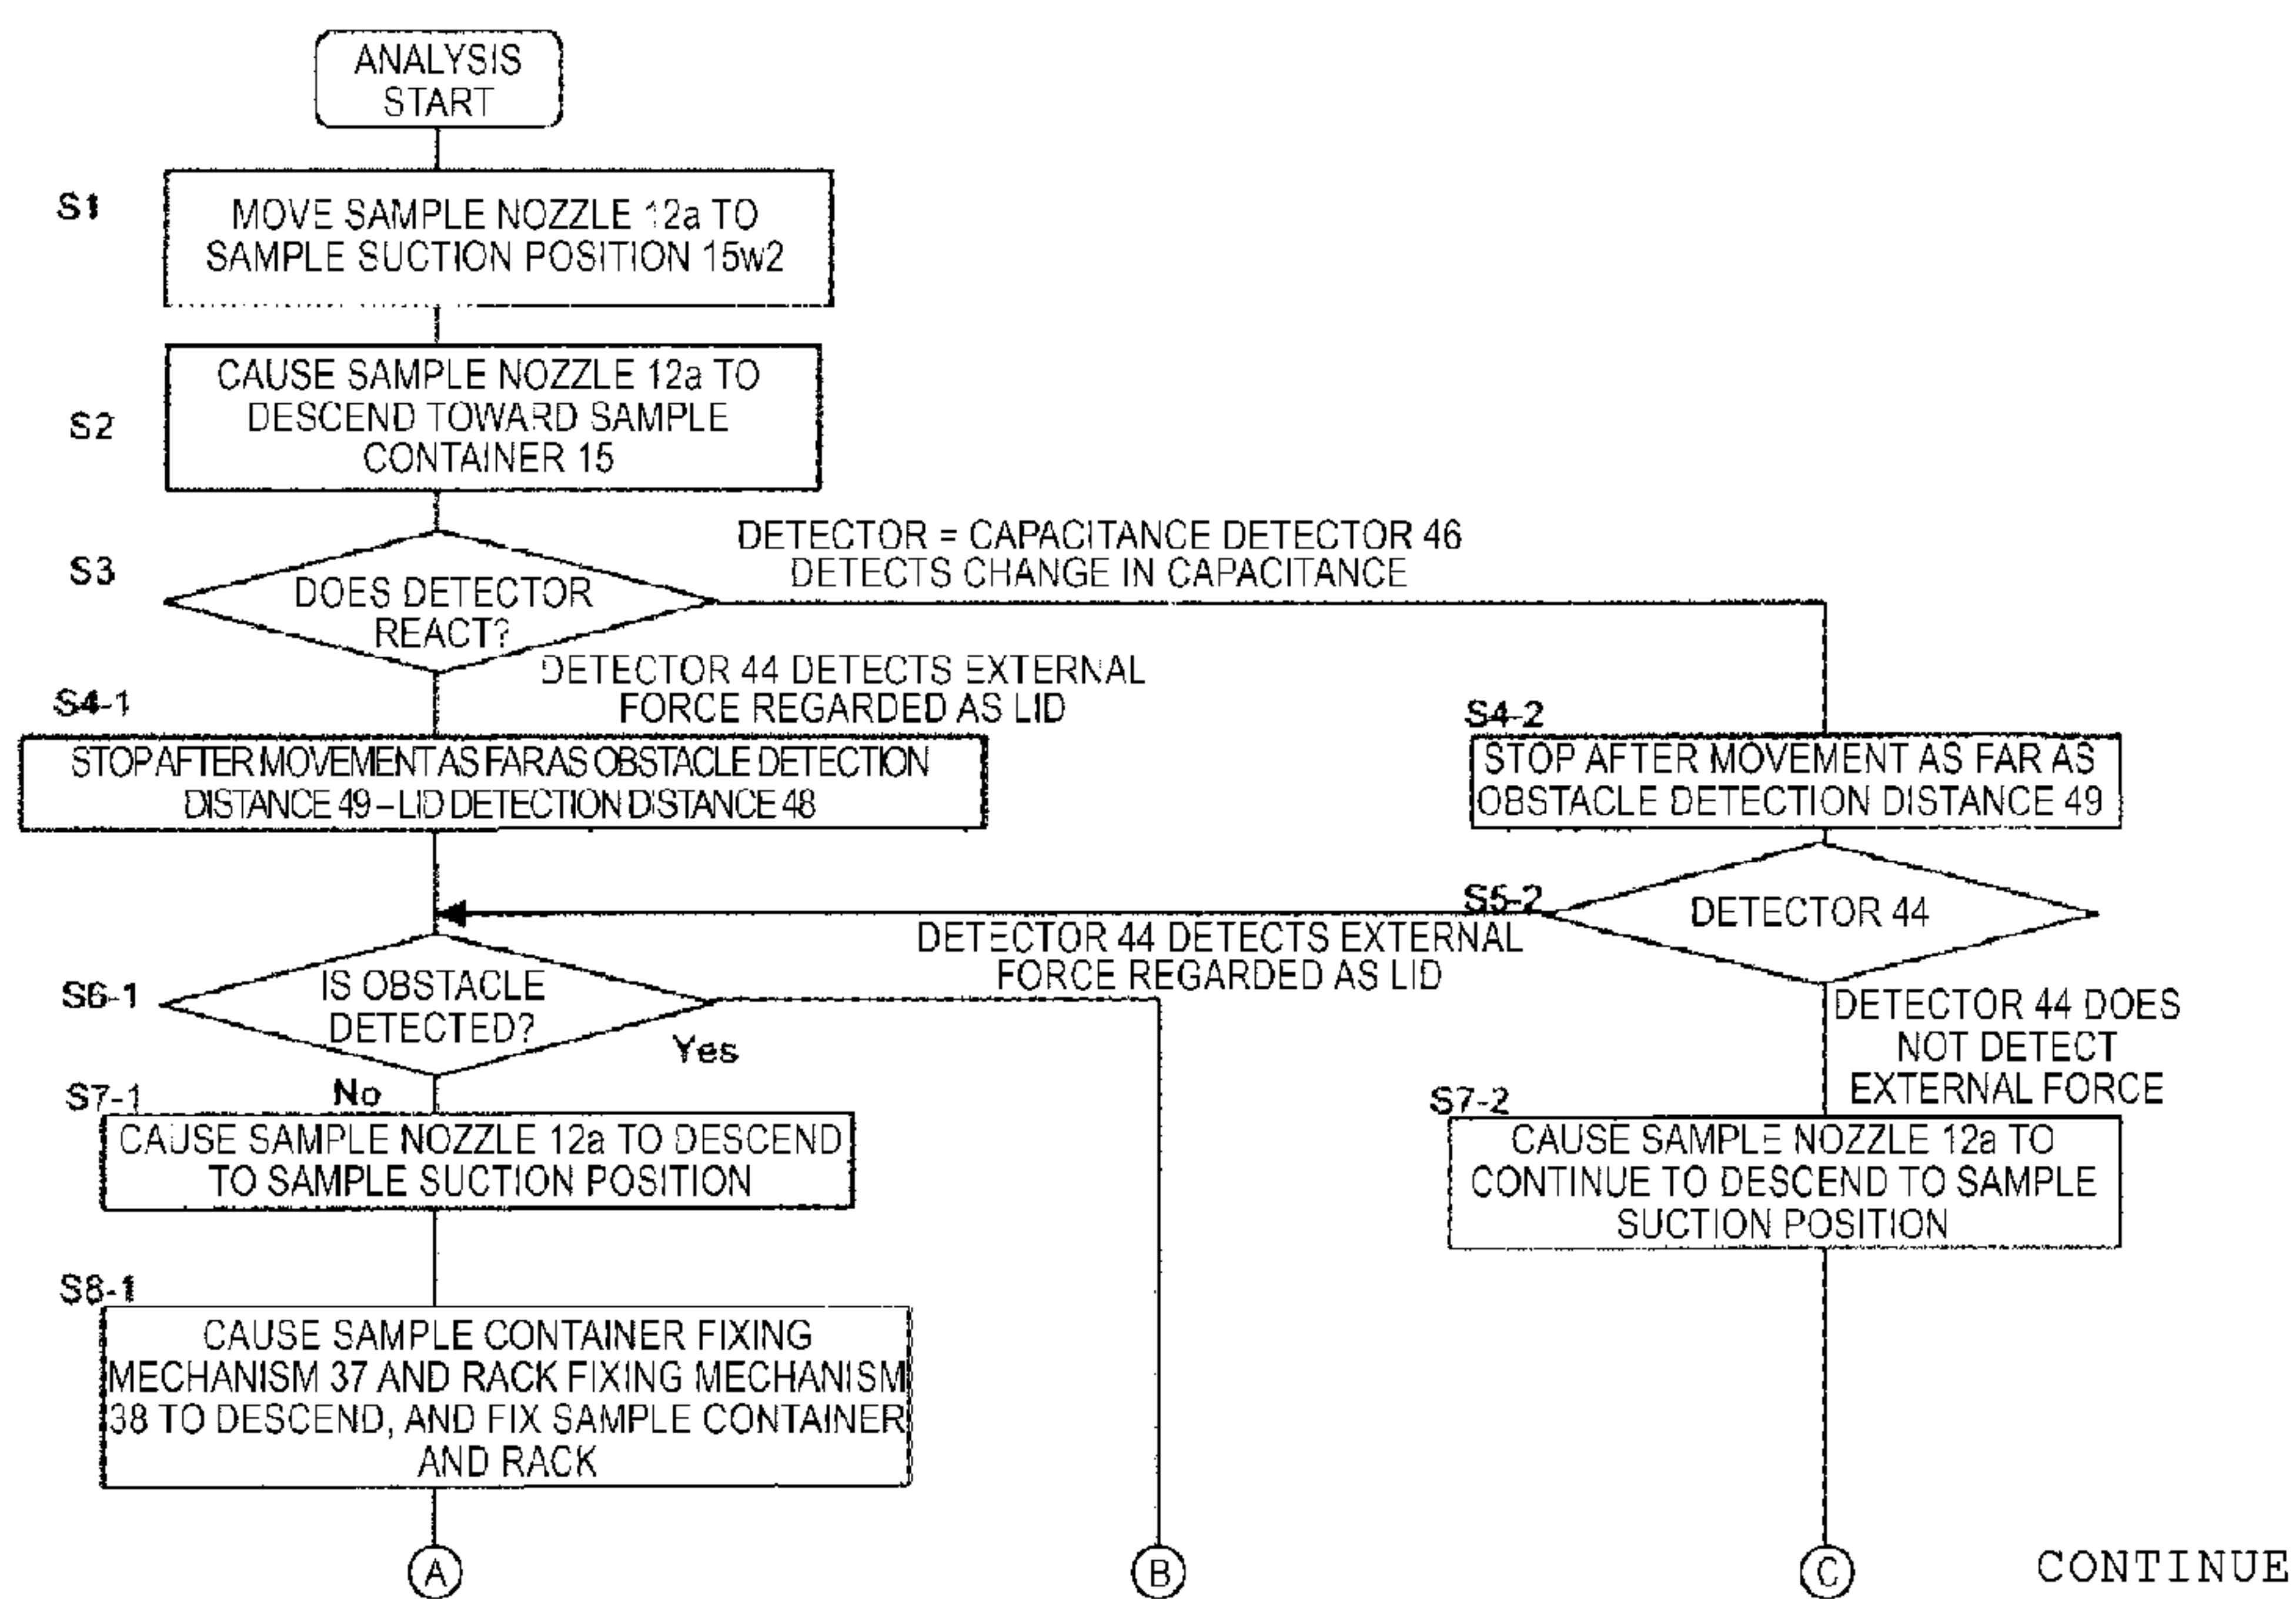 ANALYSIS
START
S1
MOVE SAMPLE NOZZLE 12a TO
SAMPLE SUCTION POSITION 15w2
S2
CAUSE SAMPLE NOZZLE 12a TO
DESCEND TOWARD SAMPLE
CONTAINER 15
S3
DOES DETECTOR
REACT?
DETECTOR = CAPACITANCE DETECTOR 46
DETECTS CHANGE IN CAPACITANCE
DETECTOR 44 DETECTS EXTERNAL
FORCE REGARDED AS LID
S4-1
STOP AFTER MOVEMENT AS FAR AS OBSTACLE DETECTION
DISTANCE 49 – LID DETECTION DISTANCE 48
S4-2
STOP AFTER MOVEMENT AS FAR AS
OBSTACLE DETECTION DISTANCE 49
S5-2
DETECTOR 44
DETECTOR 44 DETECTS EXTERNAL
FORCE REGARDED AS LID
S6-1
IS OBSTACLE
DETECTED?
Yes
No
DETECTOR 44 DOES
NOT DETECT
EXTERNAL FORCE
S7-1
CAUSE SAMPLE NOZZLE 12a TO DESCEND
TO SAMPLE SUCTION POSITION
S7-2
CAUSE SAMPLE NOZZLE 12a TO
CONTINUE TO DESCEND TO SAMPLE
SUCTION POSITION
S8-1
CAUSE SAMPLE CONTAINER FIXING
MECHANISM 37 AND RACK FIXING MECHANISM
38 TO DESCEND, AND FIX SAMPLE CONTAINER
AND RACK
A
B
C
CONTINUE